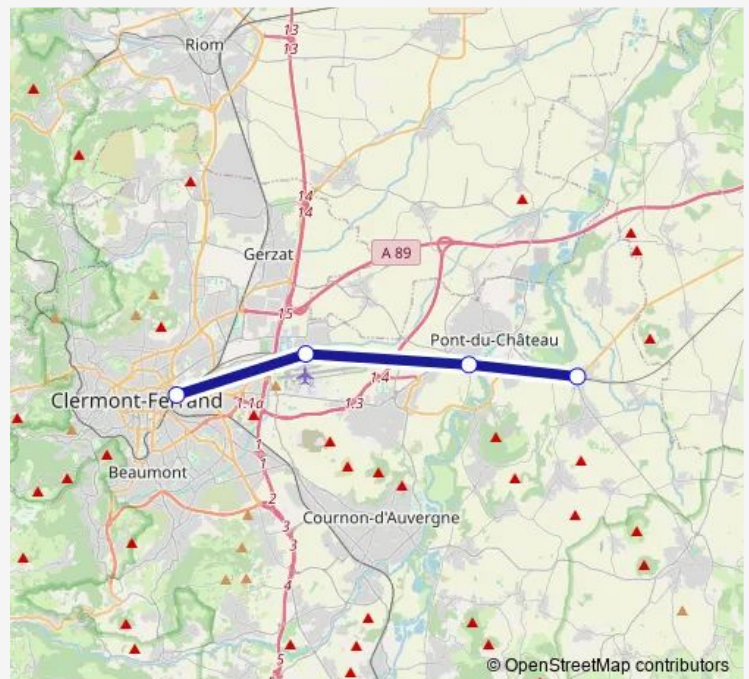 Riom
13
13
14
14
Gerzat
A 89
15
Pont-du-Château
1.4
Clermont-Ferrand
1.1a
1.3
1
1
Beaumont
2
3
Cournon-d'Auvergne
3
4
5
© OpenStreetMap contributors